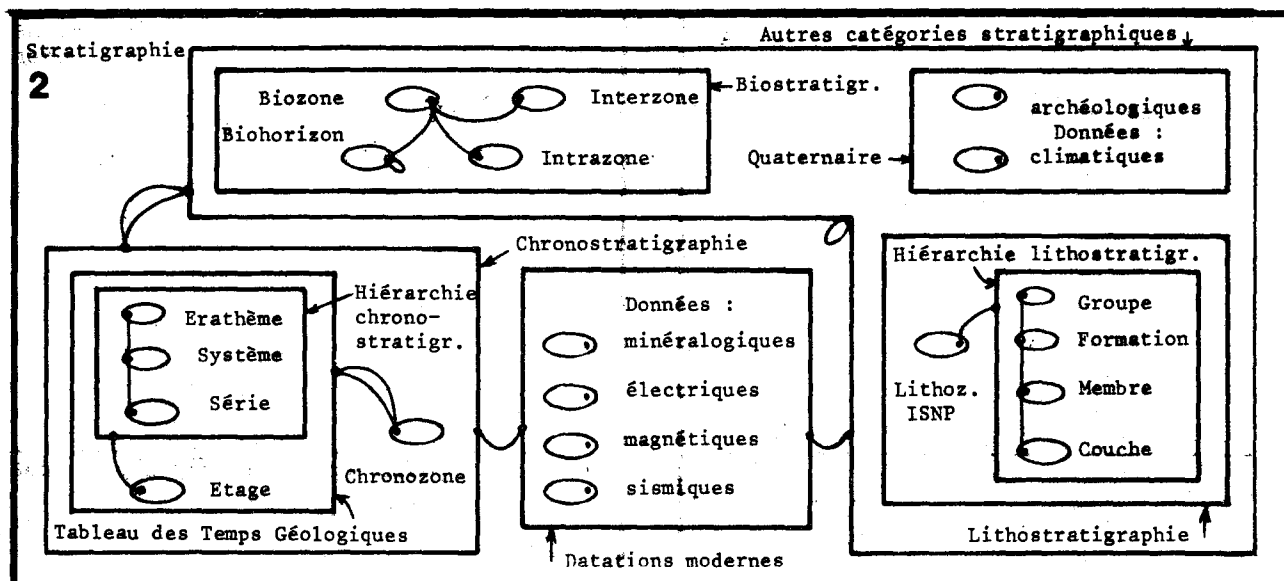 Autres catégories stratigraphiques
Stratigraphie
2
Biozone
Interzone
Biostratigr.
Biohorizon
Intrazone
archéologiques
Données :
climatiques
Quaternaire
Chronostratigraphie
Hiérarchie lithostratigr.
Hiérarchie
chrono-
stratigr.
Erathème
Système
Série
Données :
minéralogiques
électriques
magnétiques
sismiques
Groupe
Formation
Membre
Couche
Lithoz.
ISNP
Chronozone
Etage
Tableau des Temps Géologiques
Datations modernes
Lithostratigraphie